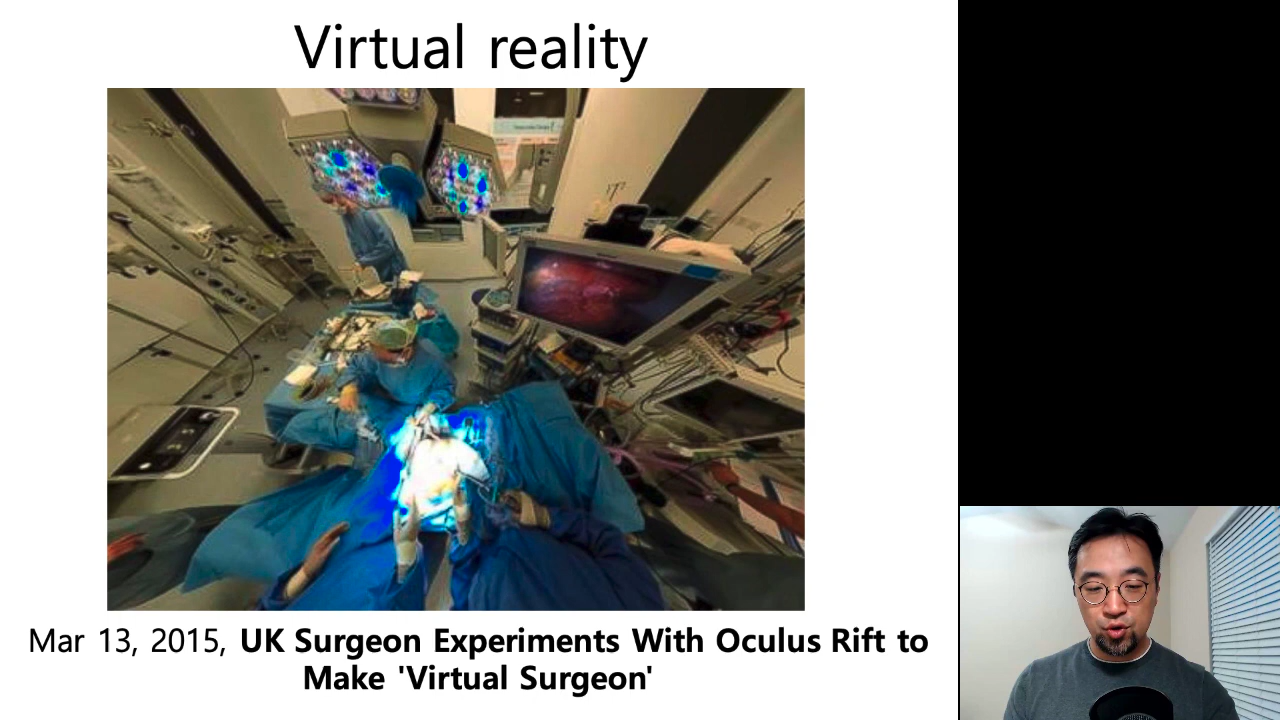 Virtual reality
Mar 13, 2015, UK Surgeon Experiments With Oculus Rift to
Make 'Virtual Surgeon'